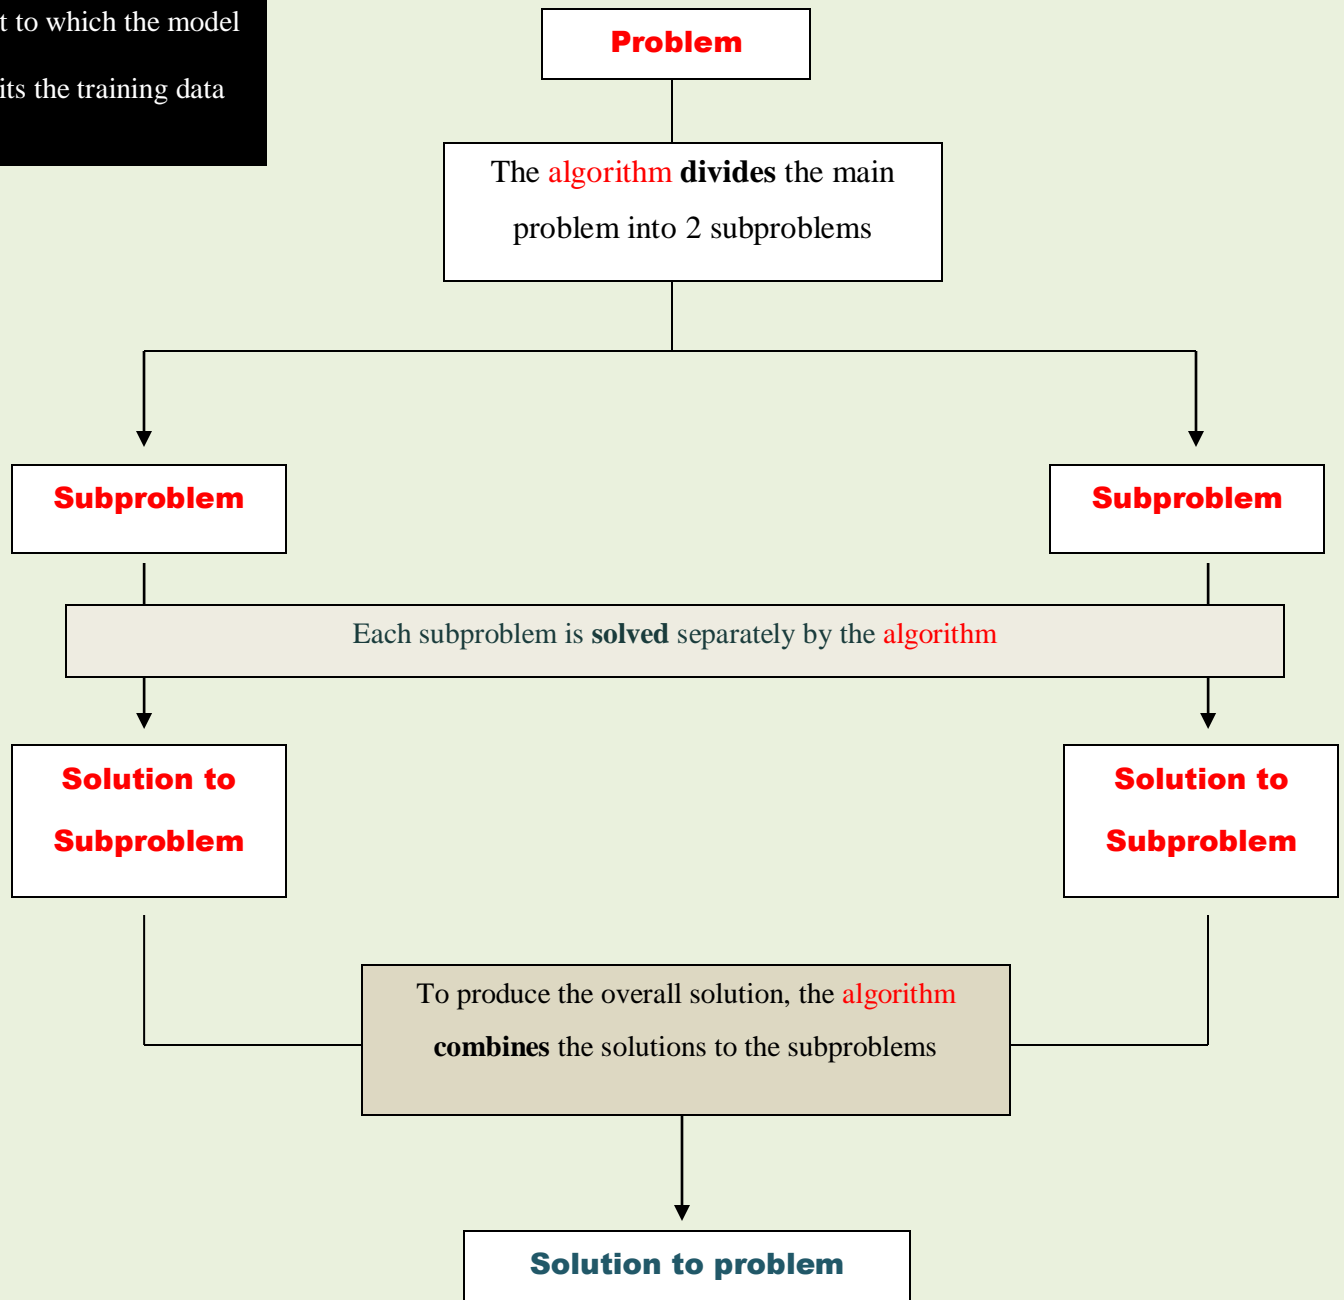 t to which the model
its the training data
Problem
The algorithm divides the main
problem into 2 subproblems
Subproblem
Subproblem
Each subproblem is solved separately by the algorithm
Solution to
Subproblem
Solution to
Subproblem
To produce the overall solution, the algorithm
combines the solutions to the subproblems
Solution to problem